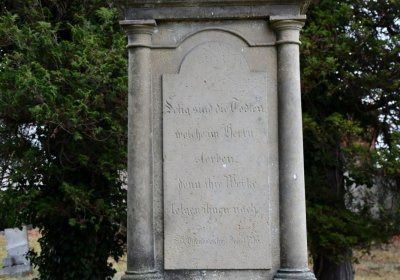 Selig sind die Todten
welche im Herrn
sterben
denn ihre Werke
folgen ihnen nach.